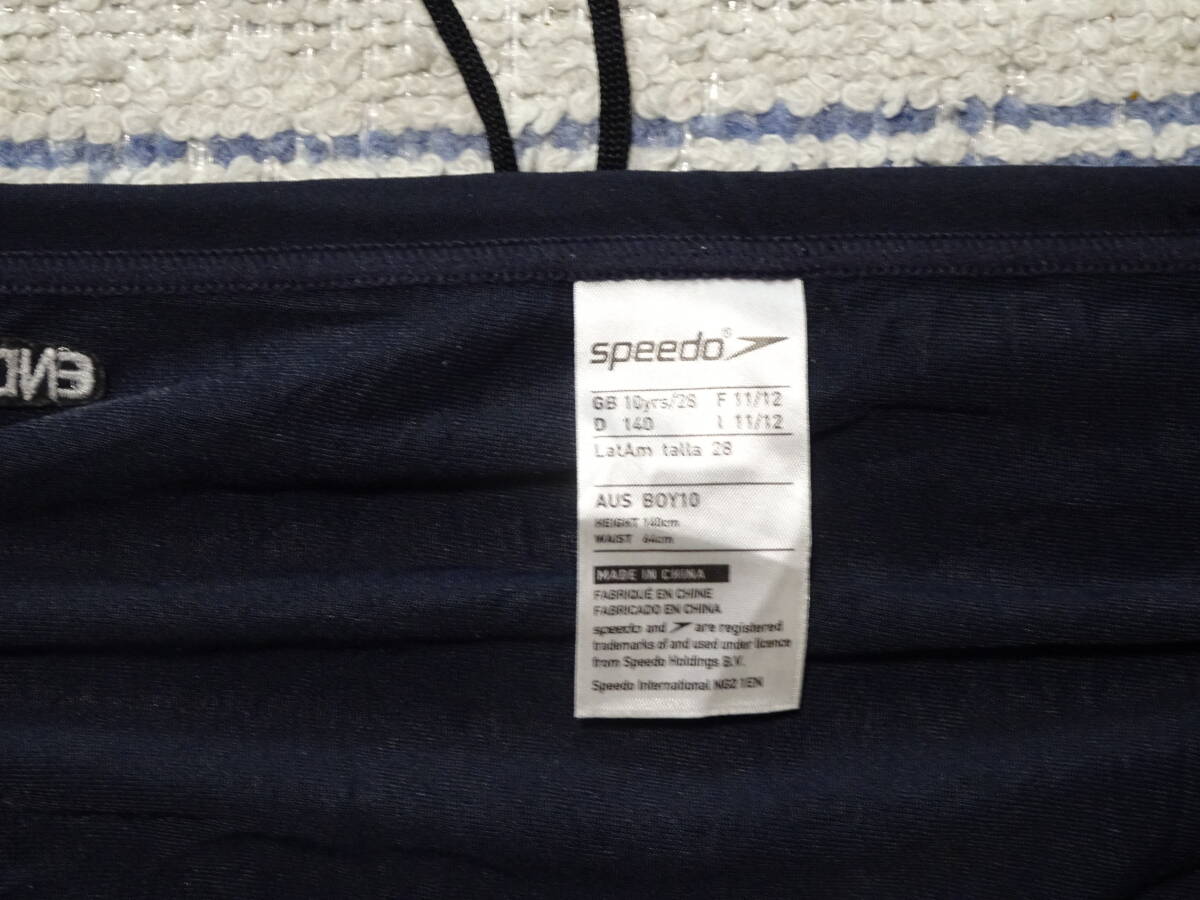 speedo®
GB 10yrs/28 F 11/12
D 140 I 11/12
LatAm talla 28
AUS BOY10
HEIGHT 140cm
WAIST 64cm
MADE IN CHINA
FABRIQUÉ EN CHINE
FABRICADO EN CHINA
speedo and are registered
trademarks of and used under licence
from Speedo Holdings B.V.
Speedo International, NG2 1EN